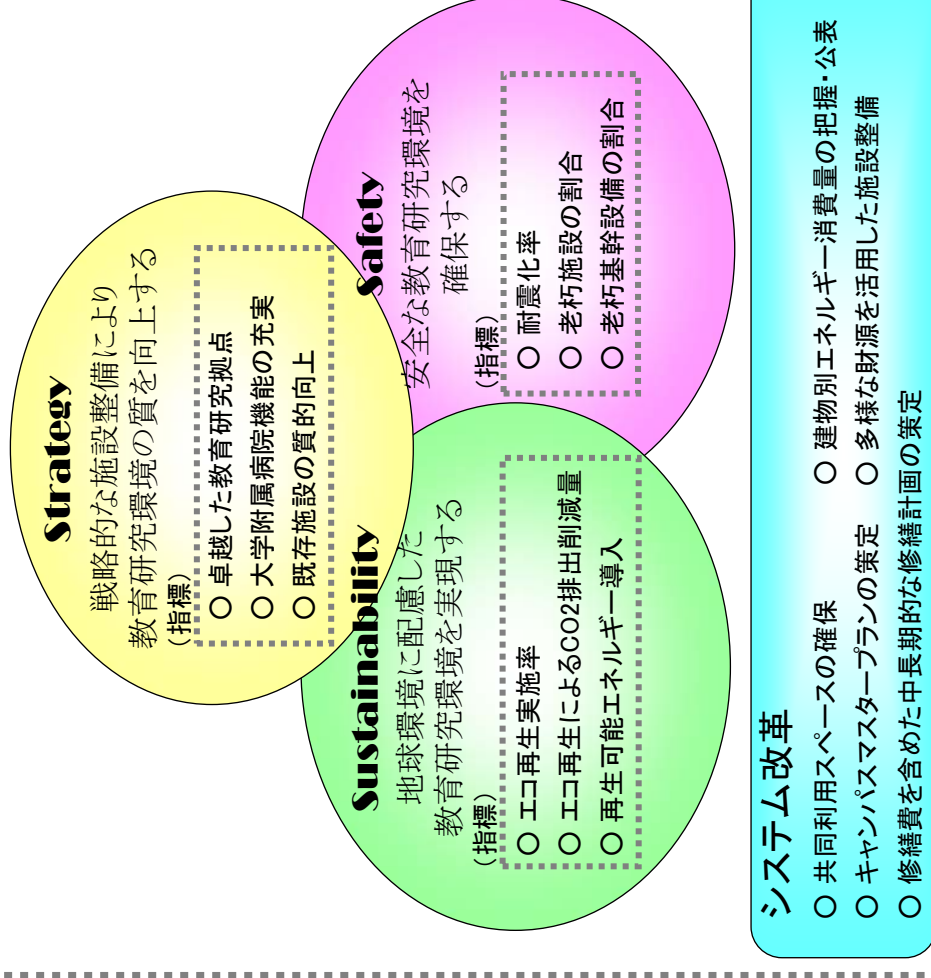 Strategy
戦略的な施設整備により
教育研究環境の質を向上する
（指標）
○ 卓越した教育研究拠点
○ 大学附属病院機能の充実
○ 既存施設の質的向上
Sustainability
地球環境に配慮した
教育研究環境を実現する
（指標）
○ エコ再生実施率
○ エコ再生によるCO2排出削減量
○ 再生可能エネルギー導入
Safety
安全な教育研究環境を
確保する
（指標）
○ 耐震化率
○ 老朽施設の割合
○ 老朽基幹設備の割合
システム改革
○ 共同利用スペースの確保 ○ 建物別エネルギー消費量の把握・公表
○ キャンパスマスタープランの策定 ○ 多様な財源を活用した施設整備
○ 修繕費を含めた中長期的な修繕計画の策定